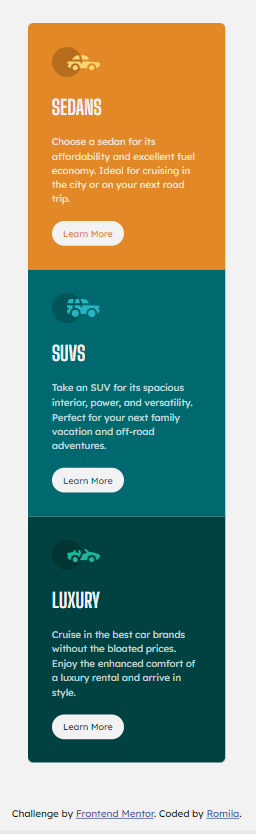 SEDANS
Choose a sedan for its
affordability and excellent fuel
economy. Ideal for cruising in
the city or on your next road
trip.
Learn More
SUVS
Take an SUV for its spacious
interior, power, and versatility.
Perfect for your next family
vacation and off-road
adventures.
Learn More
LUXURY
Cruise in the best car brands
without the bloated prices.
Enjoy the enhanced comfort of
a luxury rental and arrive in
style.
Learn More
Challenge by Frontend Mentor. Coded by Romila.